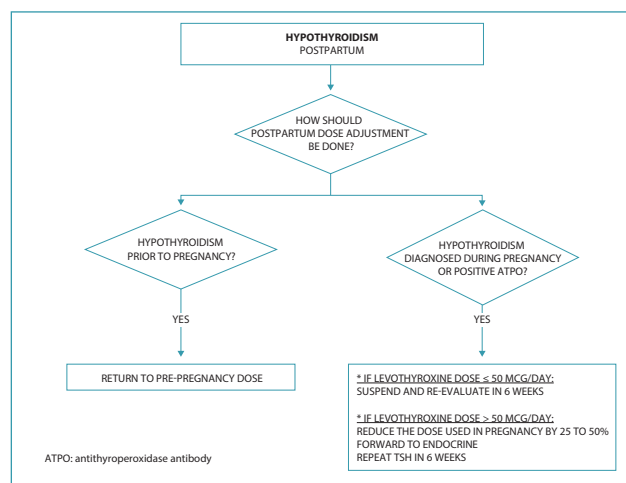 HYPOTHYROIDISM
POSTPARTUM
HOW SHOULD
POSTPARTUM DOSE ADJUSTMENT
BE DONE?
HYPOTHYROIDISM
PRIOR TO PREGNANCY?
HYPOTHYROIDISM
DIAGNOSED DURING PREGNANCY
OR POSITIVE ATPO?
YES
YES
RETURN TO PRE-PREGNANCY DOSE
* IF LEVOTHYROXINE DOSE ≤ 50 MCG/DAY:
SUSPEND AND RE-EVALUATE IN 6 WEEKS
* IF LEVOTHYROXINE DOSE > 50 MCG/DAY:
REDUCE THE DOSE USED IN PREGNANCY BY 25 TO 50%
FORWARD TO ENDOCRINE
REPEAT TSH IN 6 WEEKS
ATPO: antithyroperoxidase antibody